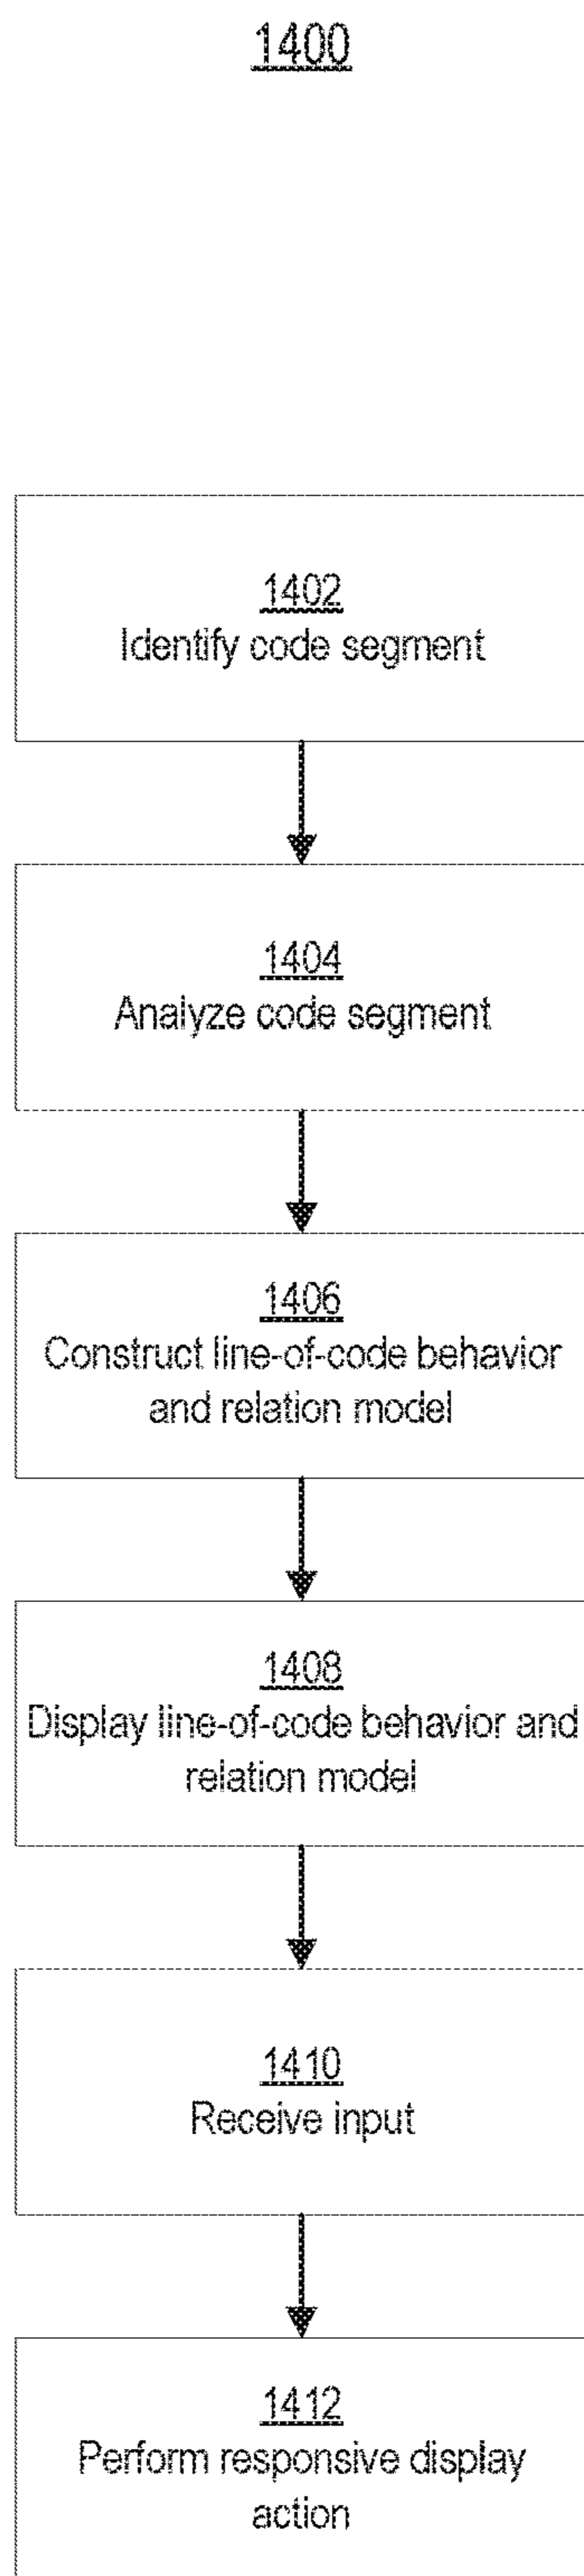 1400
1402
Identify code segment
1404
Analyze code segment
1406
Construct line-of-code behavior
and relation model
1408
Display line-of-code behavior and
relation model
1410
Receive input
1412
Perform responsive display
action